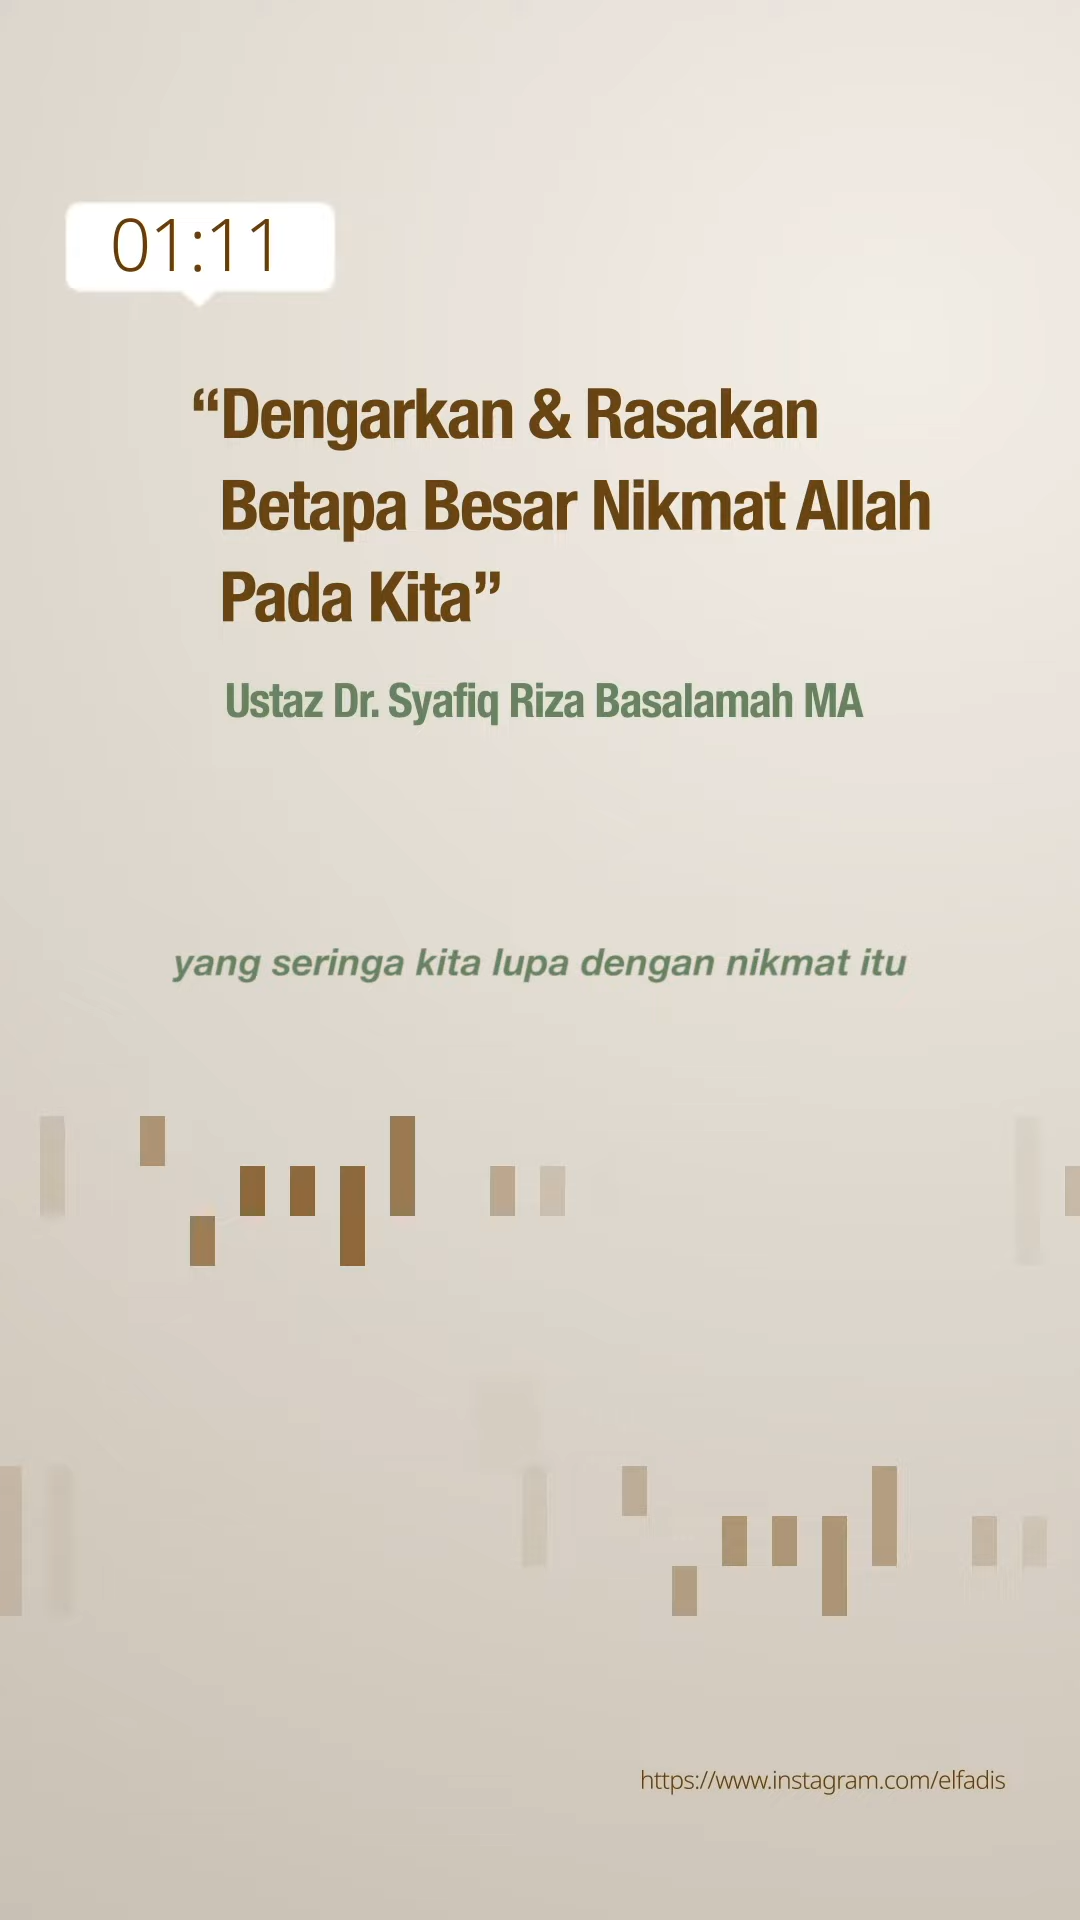 01:11
“Dengarkan & Rasakan
Betapa Besar Nikmat Allah
Pada Kita”
Ustaz Dr. Syafiq Riza Basalamah MA
yang seringa kita lupa dengan nikmat itu
https://www.instagram.com/elfadis